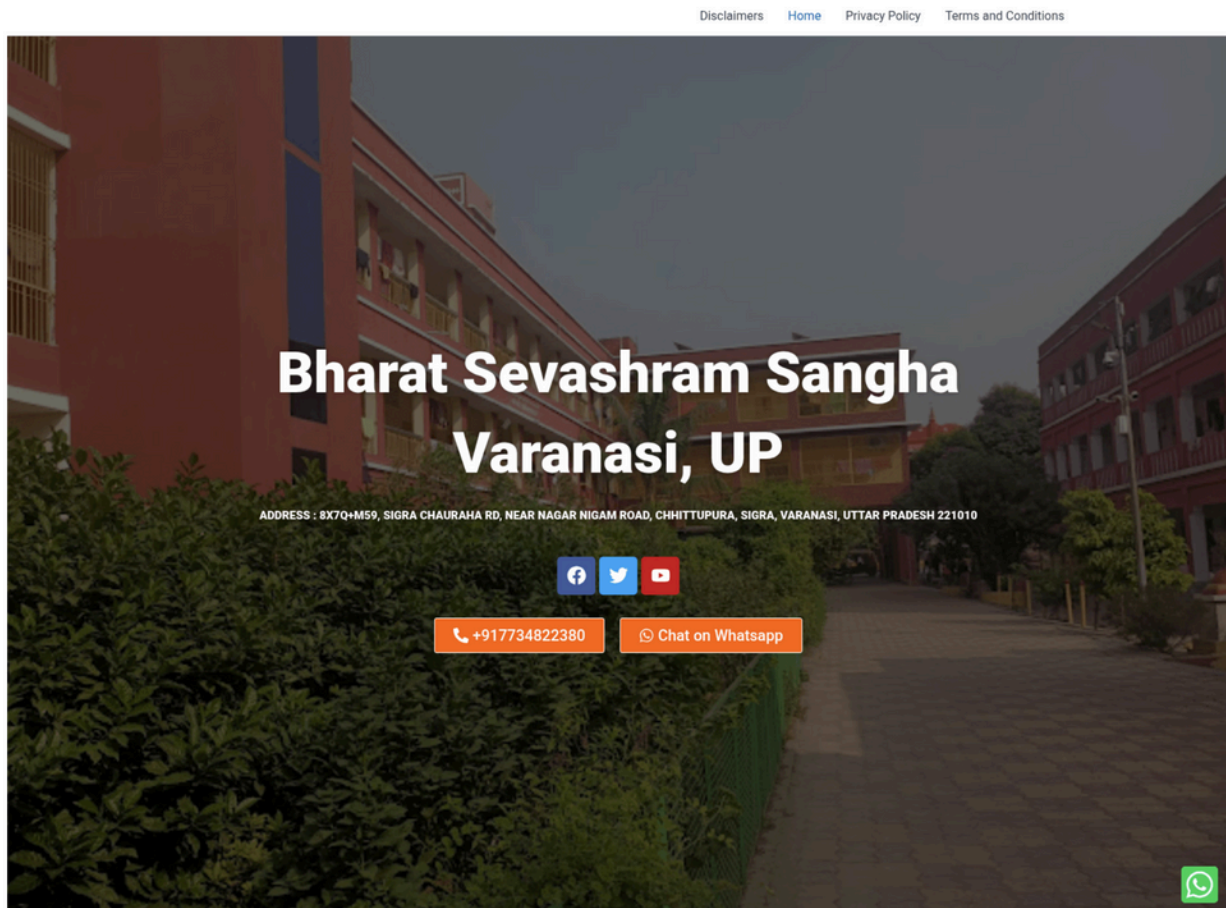 Disclaimers Home Privacy Policy Terms and Conditions
Bharat Sevashram Sangha
Varanasi, UP
ADDRESS : 8X7Q+M59, SIGRA CHAURAHA RD, NEAR NAGAR NIGAM ROAD, CHHITTUPURA, SIGRA, VARANASI, UTTAR PRADESH 221010
+917734822380 Chat on Whatsapp